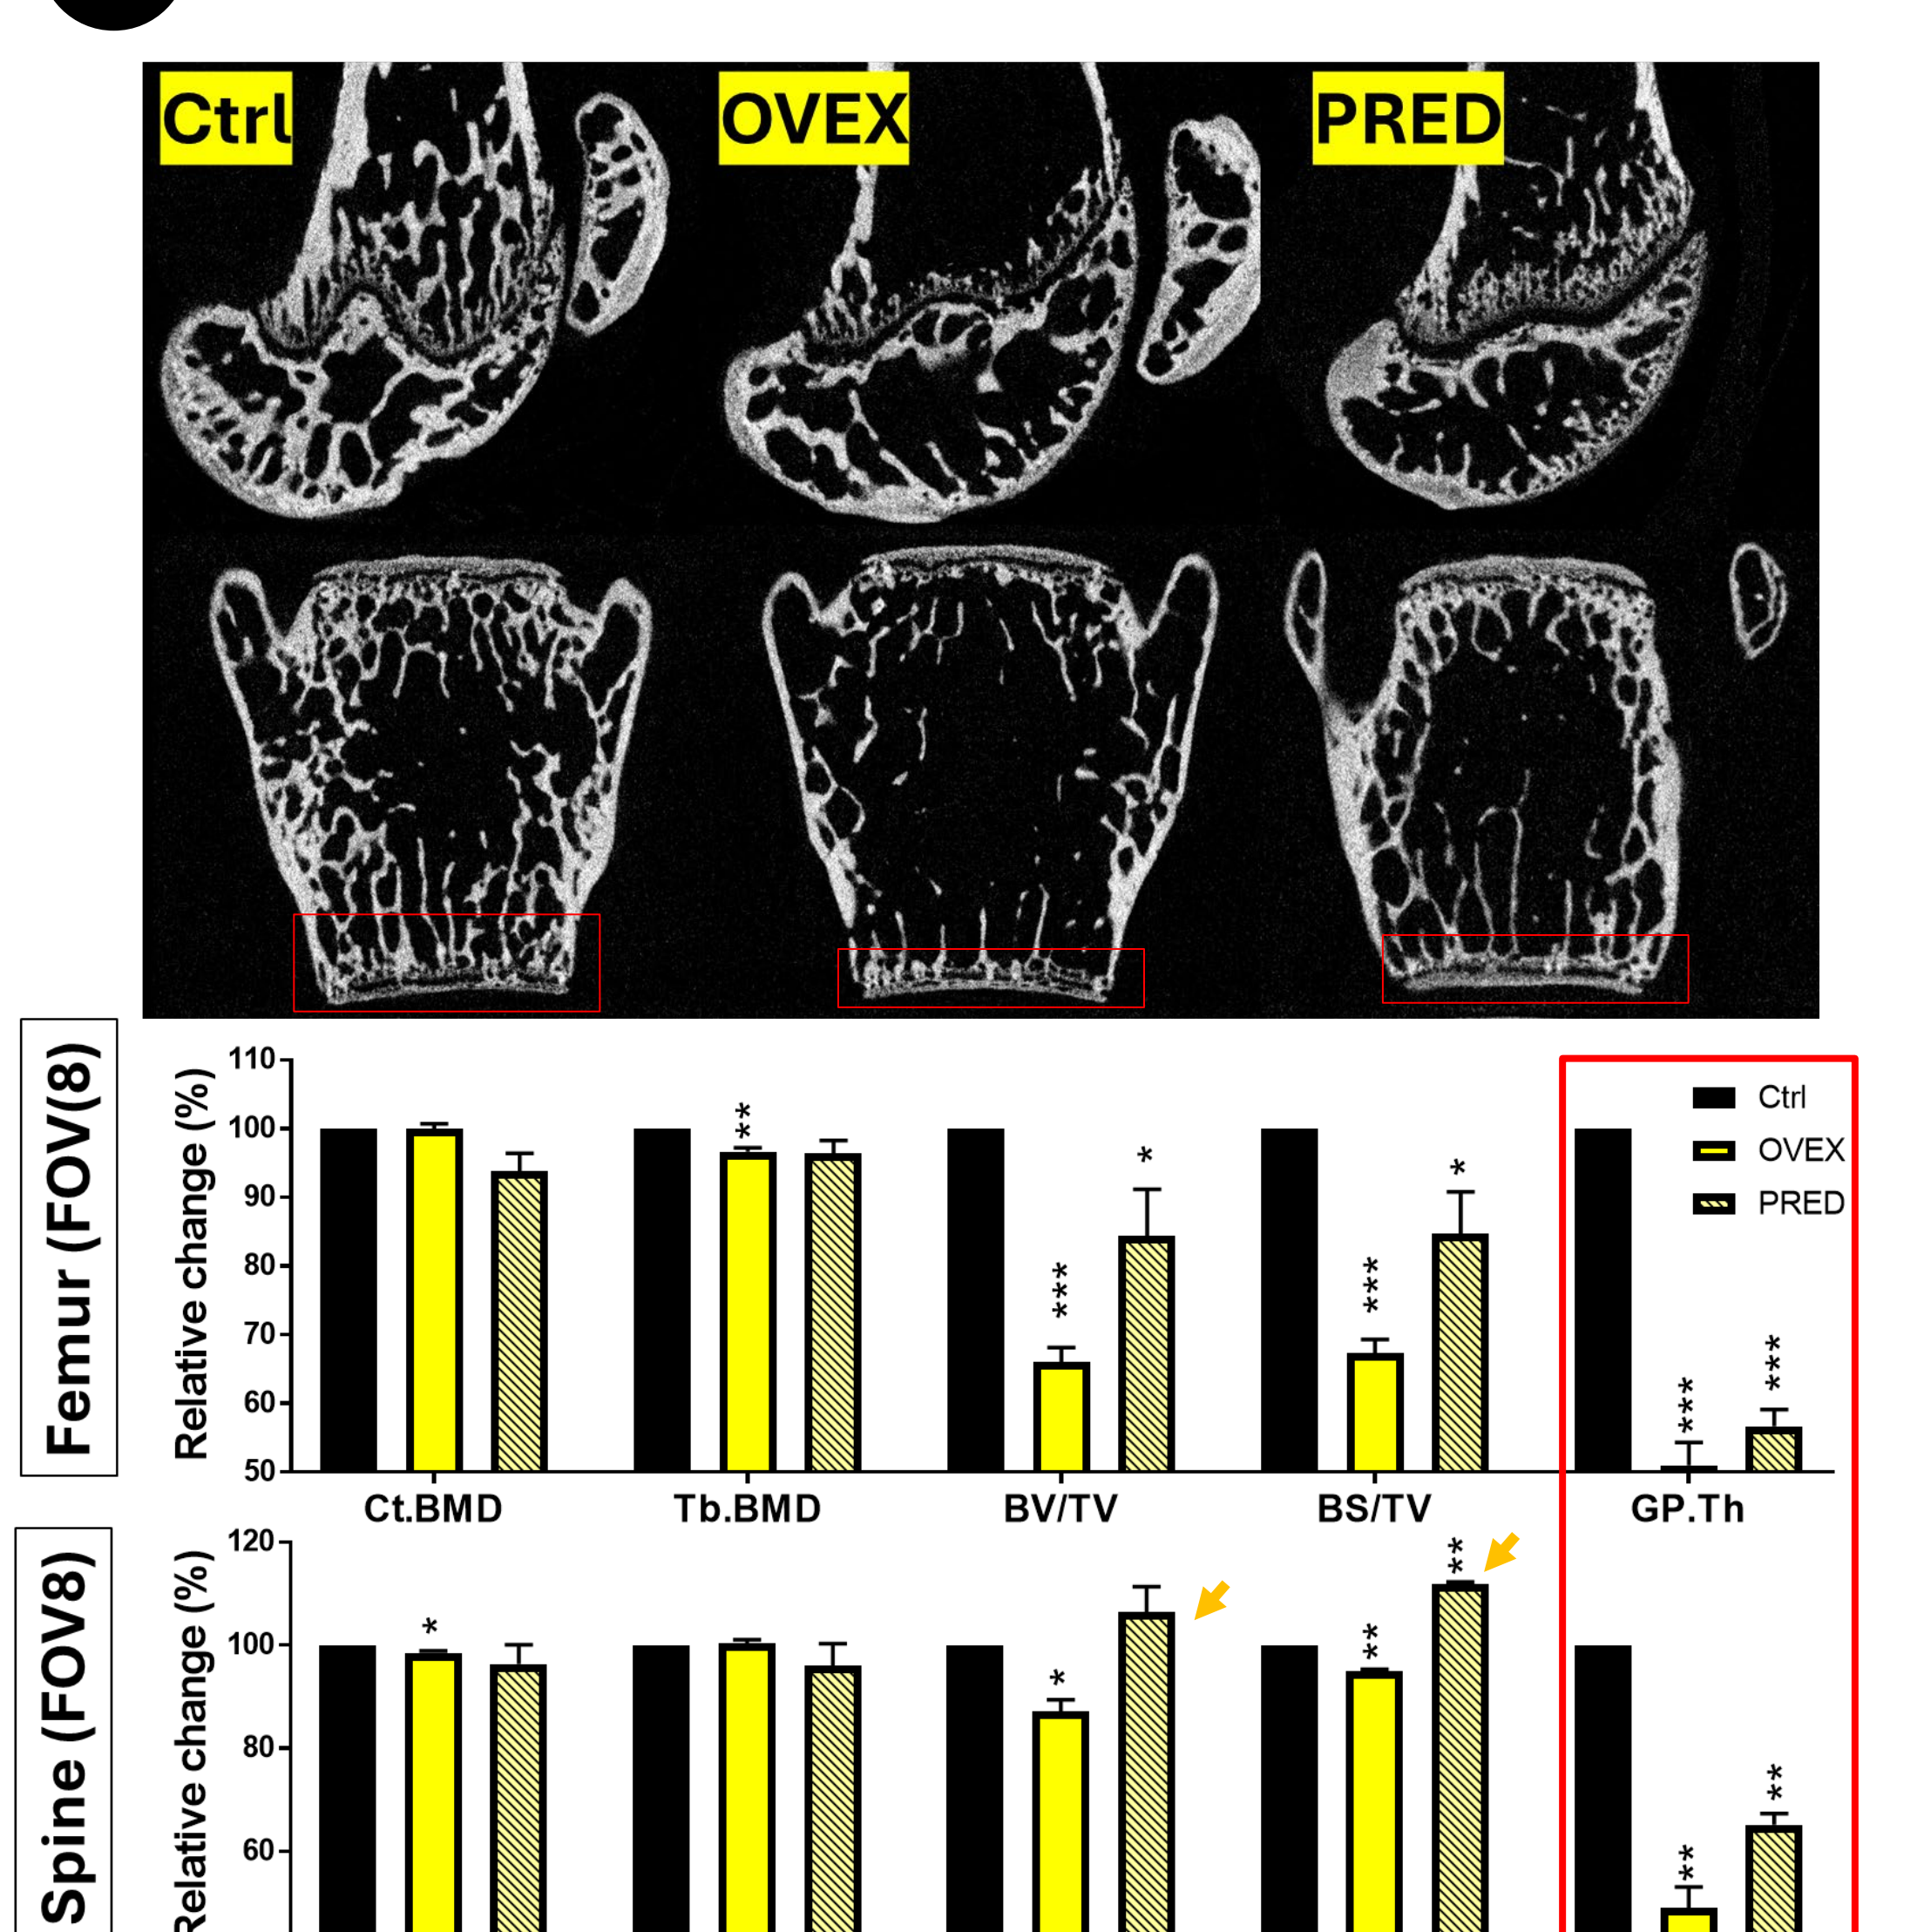 Ctrl
OVEX
PRED
Femur (FOV(8)
Relative change (%)
110
100
90
80
70
60
50
**
***
*
***
*
***
***
Ctrl
OVEX
PRED
Ct.BMD
Tb.BMD
BV/TV
BS/TV
GP.Th
Spine (FOV8)
Relative change (%)
120
100
80
60
*
*
**
**
**
**